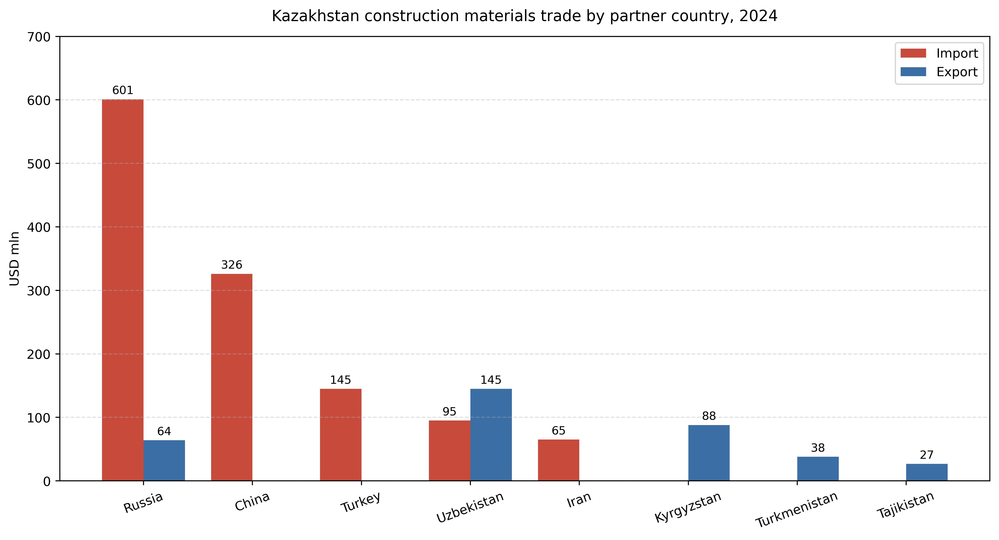 Kazakhstan construction materials trade by partner country, 2024
USD mln
700
600
500
400
300
200
100
0
Import
Export
601
64
326
145
95
145
65
88
38
27
Russia
China
Turkey
Uzbekistan
Iran
Kyrgyzstan
Turkmenistan
Tajikistan